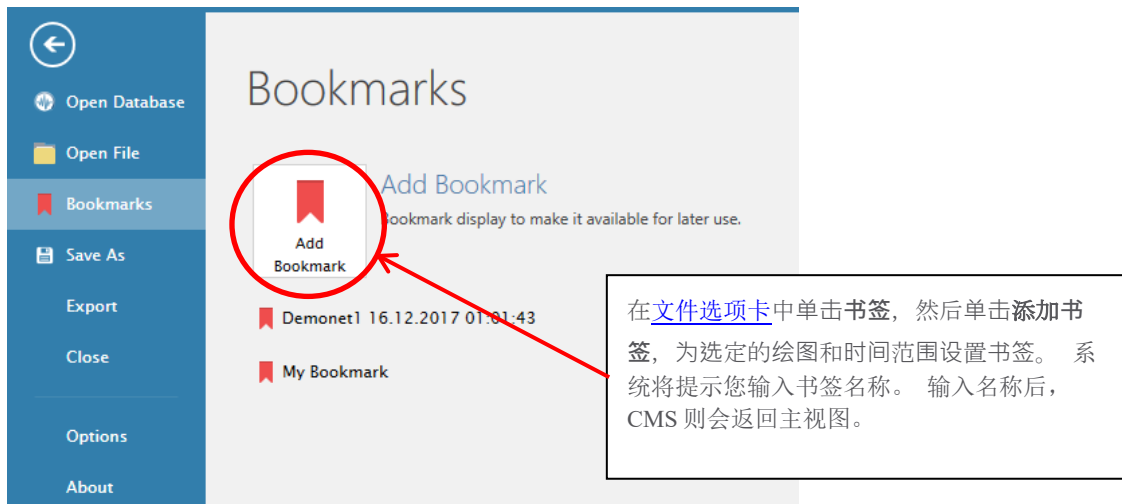 Open Database
Open File
Bookmarks
Save As
Export
Close
Options
About
Bookmarks
Add
Bookmark
Add Bookmark
Bookmark display to make it available for later use.
Demonet1 16.12.2017 01:01:43
My Bookmark
在文件选项卡中单击书签，然后单击添加书
签，为选定的绘图和时间范围设置书签。 系
统将提示您输入书签名称。 输入名称后，
CMS 则会返回主视图。